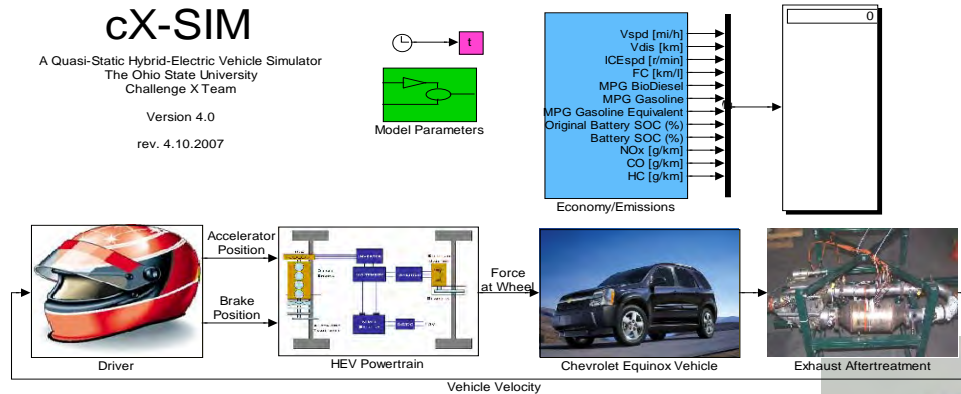 cX-SIM
A Quasi-Static Hybrid-Electric Vehicle Simulator
The Ohio State University
Challenge X Team
Version 4.0
rev. 4.10.2007
t
Model Parameters
Vspd [mi/h]
Vdis [km]
ICEspd [r/min]
FC [km/l]
MPG BioDiesel
MPG Gasoline
MPG Gasoline Equivalent
Original Battery SOC (%)
Battery SOC (%)
NOx [g/km]
CO [g/km]
HC [g/km]
Economy/Emissions
0
Accelerator
Position
Brake
Position
Driver
HEV Powertrain
Force
at Wheel
Chevrolet Equinox Vehicle
Exhaust Aftertreatment
Vehicle Velocity